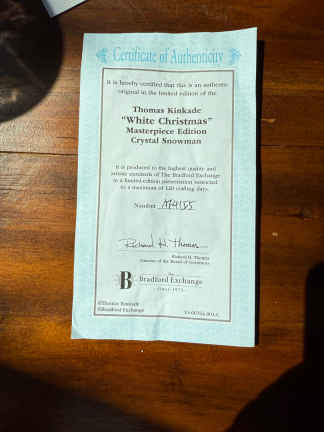 Certificate of Authenticity
It is hereby certified that this is an authentic
original in the limited edition of the
Thomas Kinkade
"White Christmas"
Masterpiece Edition
Crystal Snowman
It is produced to the highest quality and
artistic standards of The Bradford Exchange
in a limited-edition presentation restricted
to a maximum of 120 casting days.
Number
Richard H. Thomas
Richard H. Thomas
Director of the Board of Governors
B
The
Bradford Exchange
Since 1973
©Thomas Kinkade
©Bradford Exchange